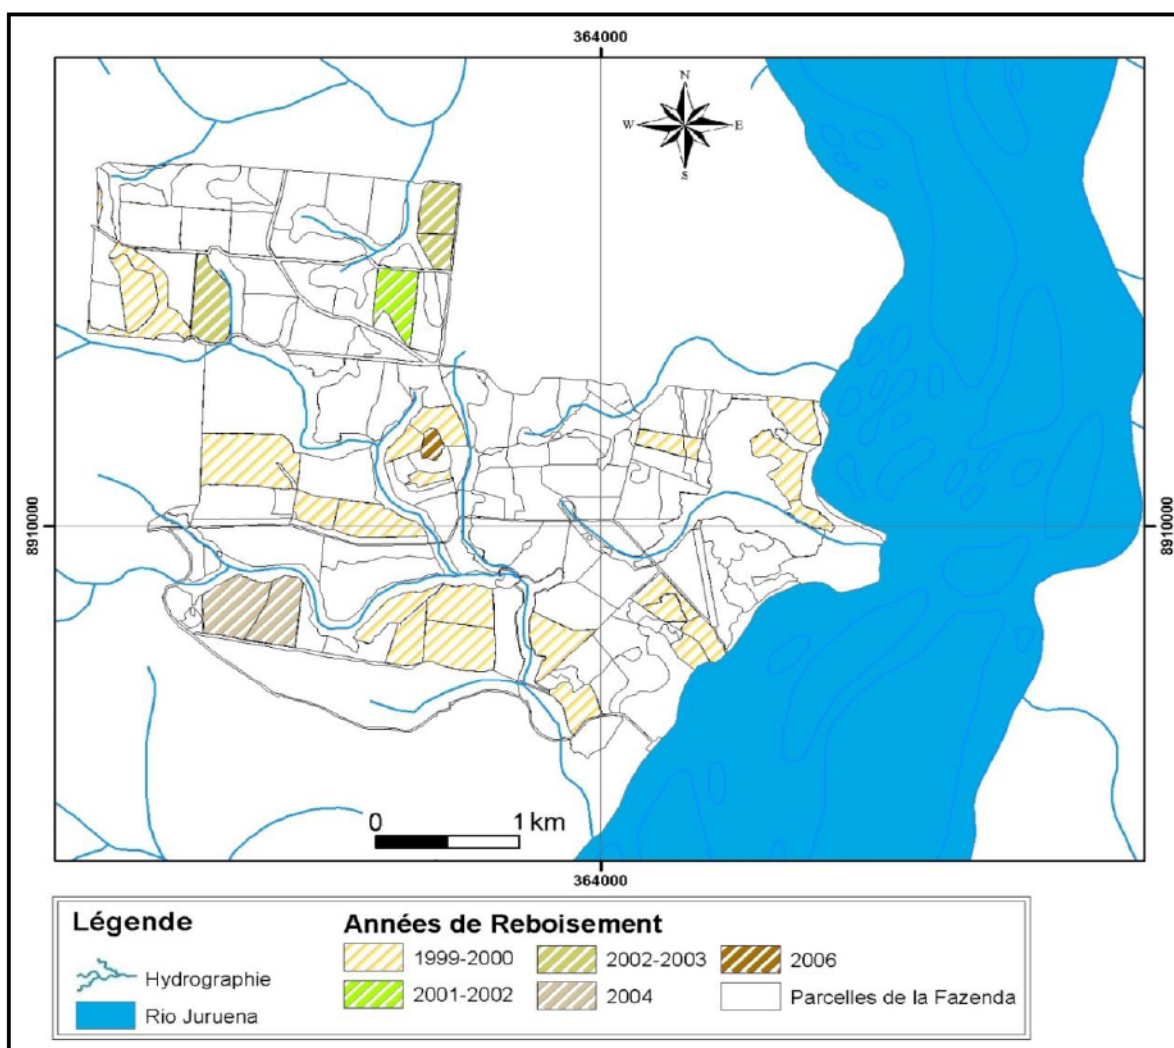 364000
N
W
E
S
8910000
8910000
0
1 km
364000
Légende
Années de Reboisement
1999-2000
2002-2003
2006
Hydrographie
2001-2002
2004
Parcelles de la Fazenda
Rio Juruena